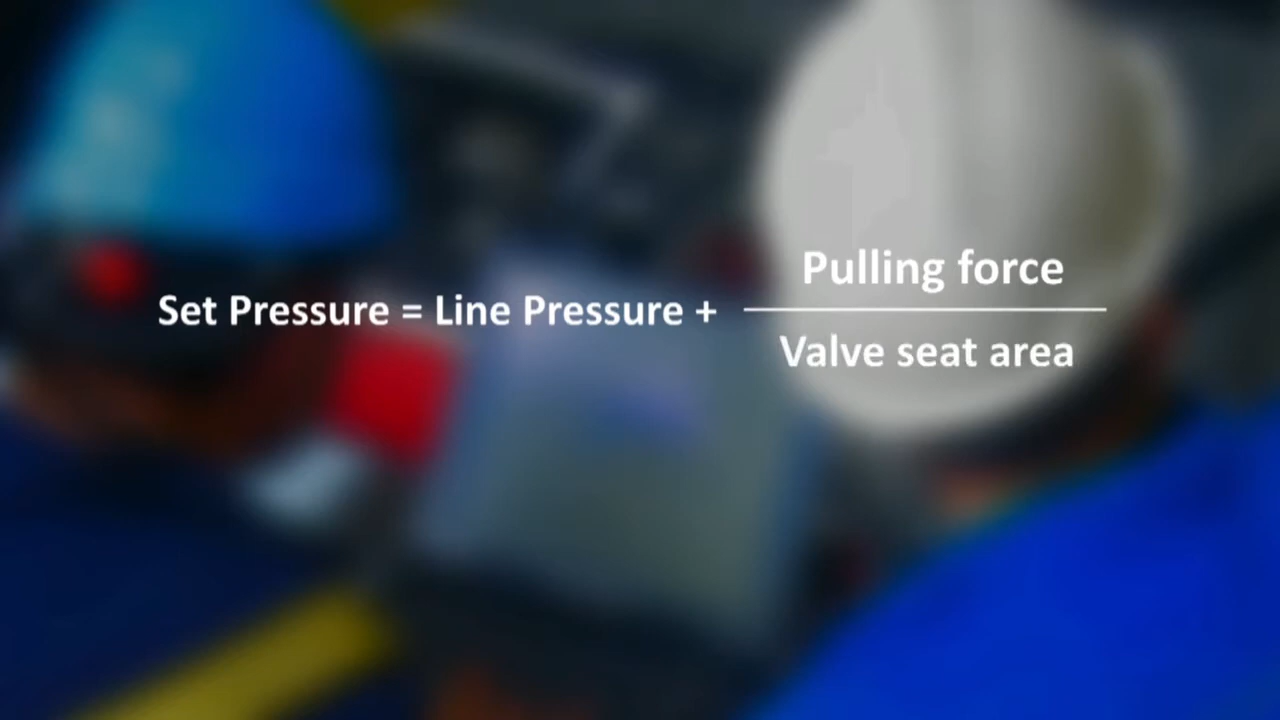 Set Pressure = Line Pressure +
Pulling force
Valve seat area